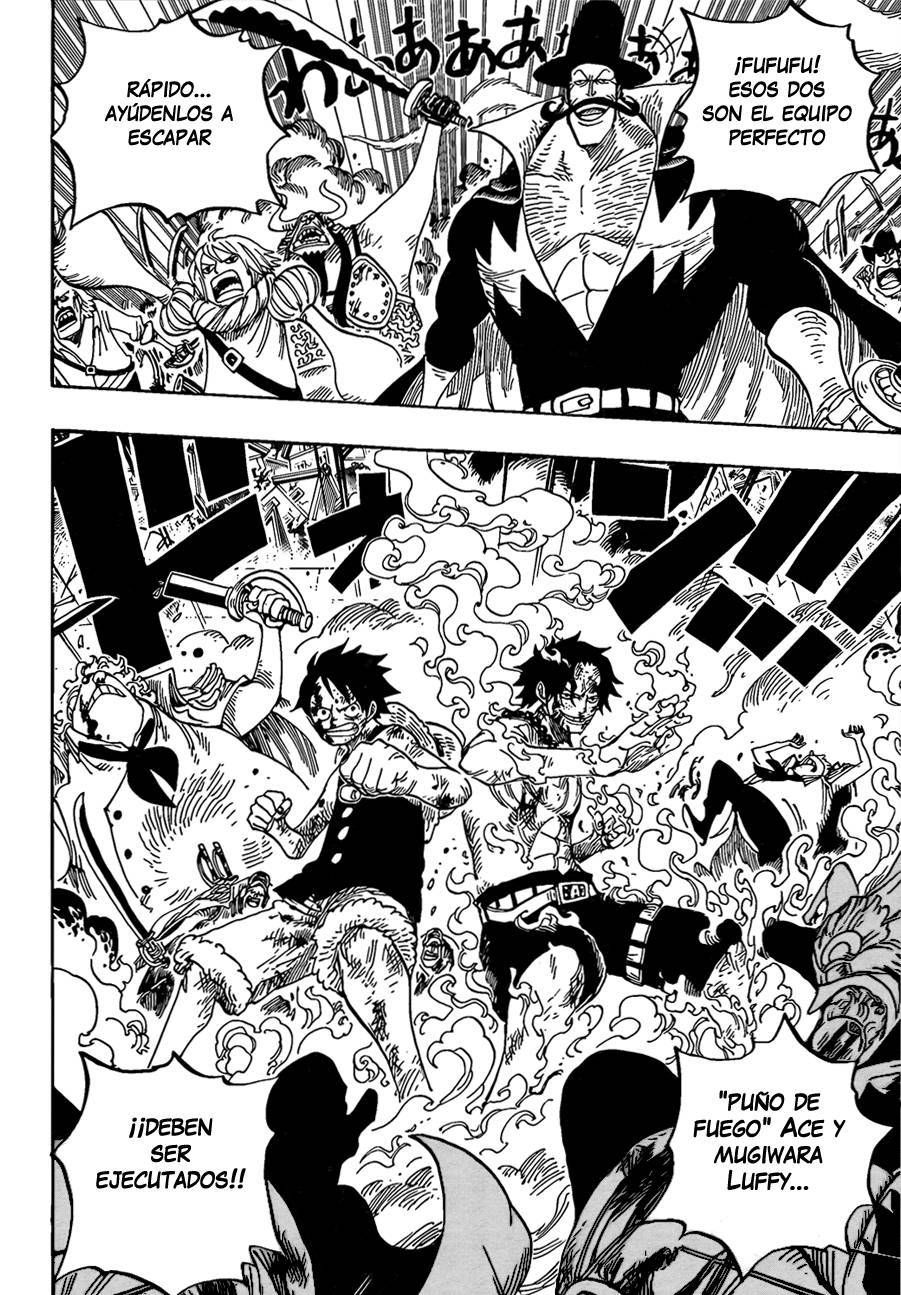 ¡FUFUFU!
ESOS DOS
SON EL EQUIPO
PERFECTO
RÁPIDO...
AYÚDENLOS A
ESCAPAR
"PUÑO DE
FUEGO" ACE Y
MUGIWARA
LUFFY...
¡¡DEBEN
SER
EJECUTADOS!!